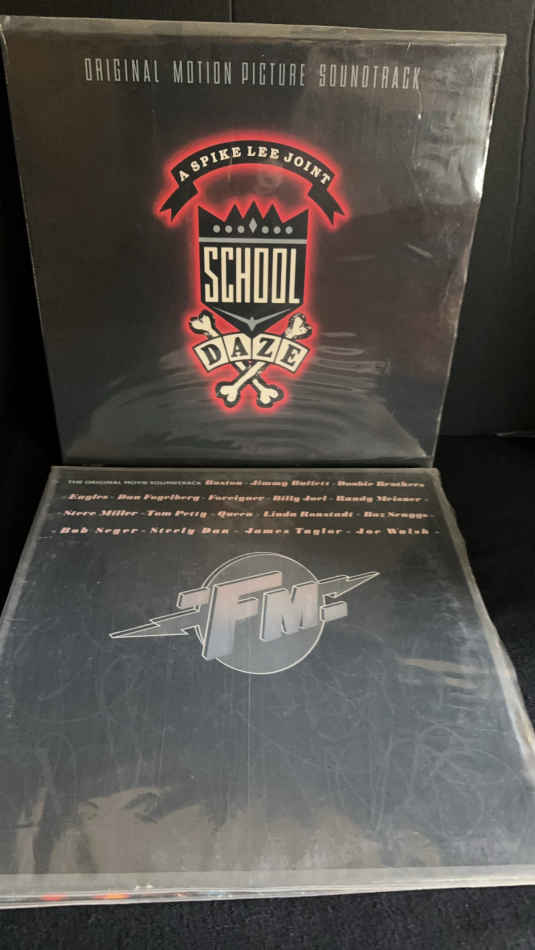 ORIGINAL MOTION PICTURE SOUNDTRACK
A SPIKE LEE JOINT
SCHOOL
DAZE
THE ORIGINAL MOVIE SOUNDTRACK Boston - Jimmy Buffett - Doobie Brothers
- Eagles - Dan Fogelberg - Foreigner - Billy Joel - Randy Meisner -
- Steve Miller - Tom Petty - Queen - Linda Ronstadt - Boz Scaggs -
- Bob Seger - Steely Dan - James Taylor - Joe Walsh -
FM